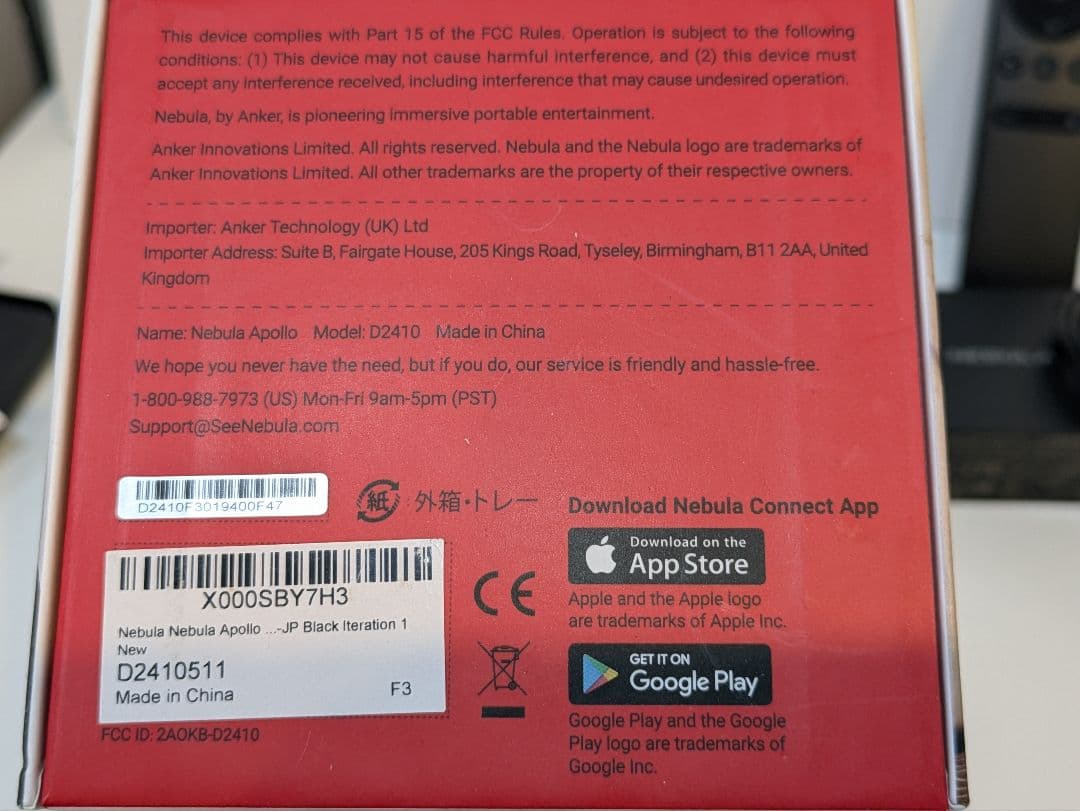 This device complies with Part 15 of the FCC Rules. Operation is subject to the following
conditions: (1) This device may not cause harmful interference, and (2) this device must
accept any interference received, including interference that may cause undesired operation.
Nebula, by Anker, is pioneering immersive portable entertainment.
Anker Innovations Limited. All rights reserved. Nebula and the Nebula logo are trademarks of
Anker Innovations Limited. All other trademarks are the property of their respective owners.
Importer: Anker Technology (UK) Ltd
Importer Address: Suite B, Fairgate House, 205 Kings Road, Tyseley, Birmingham, B11 2AA, United
Kingdom
Name: Nebula Apollo Model: D2410 Made in China
We hope you never have the need, but if you do, our service is friendly and hassle-free.
1-800-988-7973 (US) Mon-Fri 9am-5pm (PST)
Support@SeeNebula.com
D2410F3019400F47
紙 外箱・トレー
X000SBY7H3
Nebula Nebula Apollo ...-JP Black Iteration 1
New
D2410511
Made in China F3
FCC ID: 2AOKB-D2410
CE
Download Nebula Connect App
Download on the
App Store
Apple and the Apple logo
are trademarks of Apple Inc.
GET IT ON
Google Play
Google Play and the Google
Play logo are trademarks of
Google Inc.